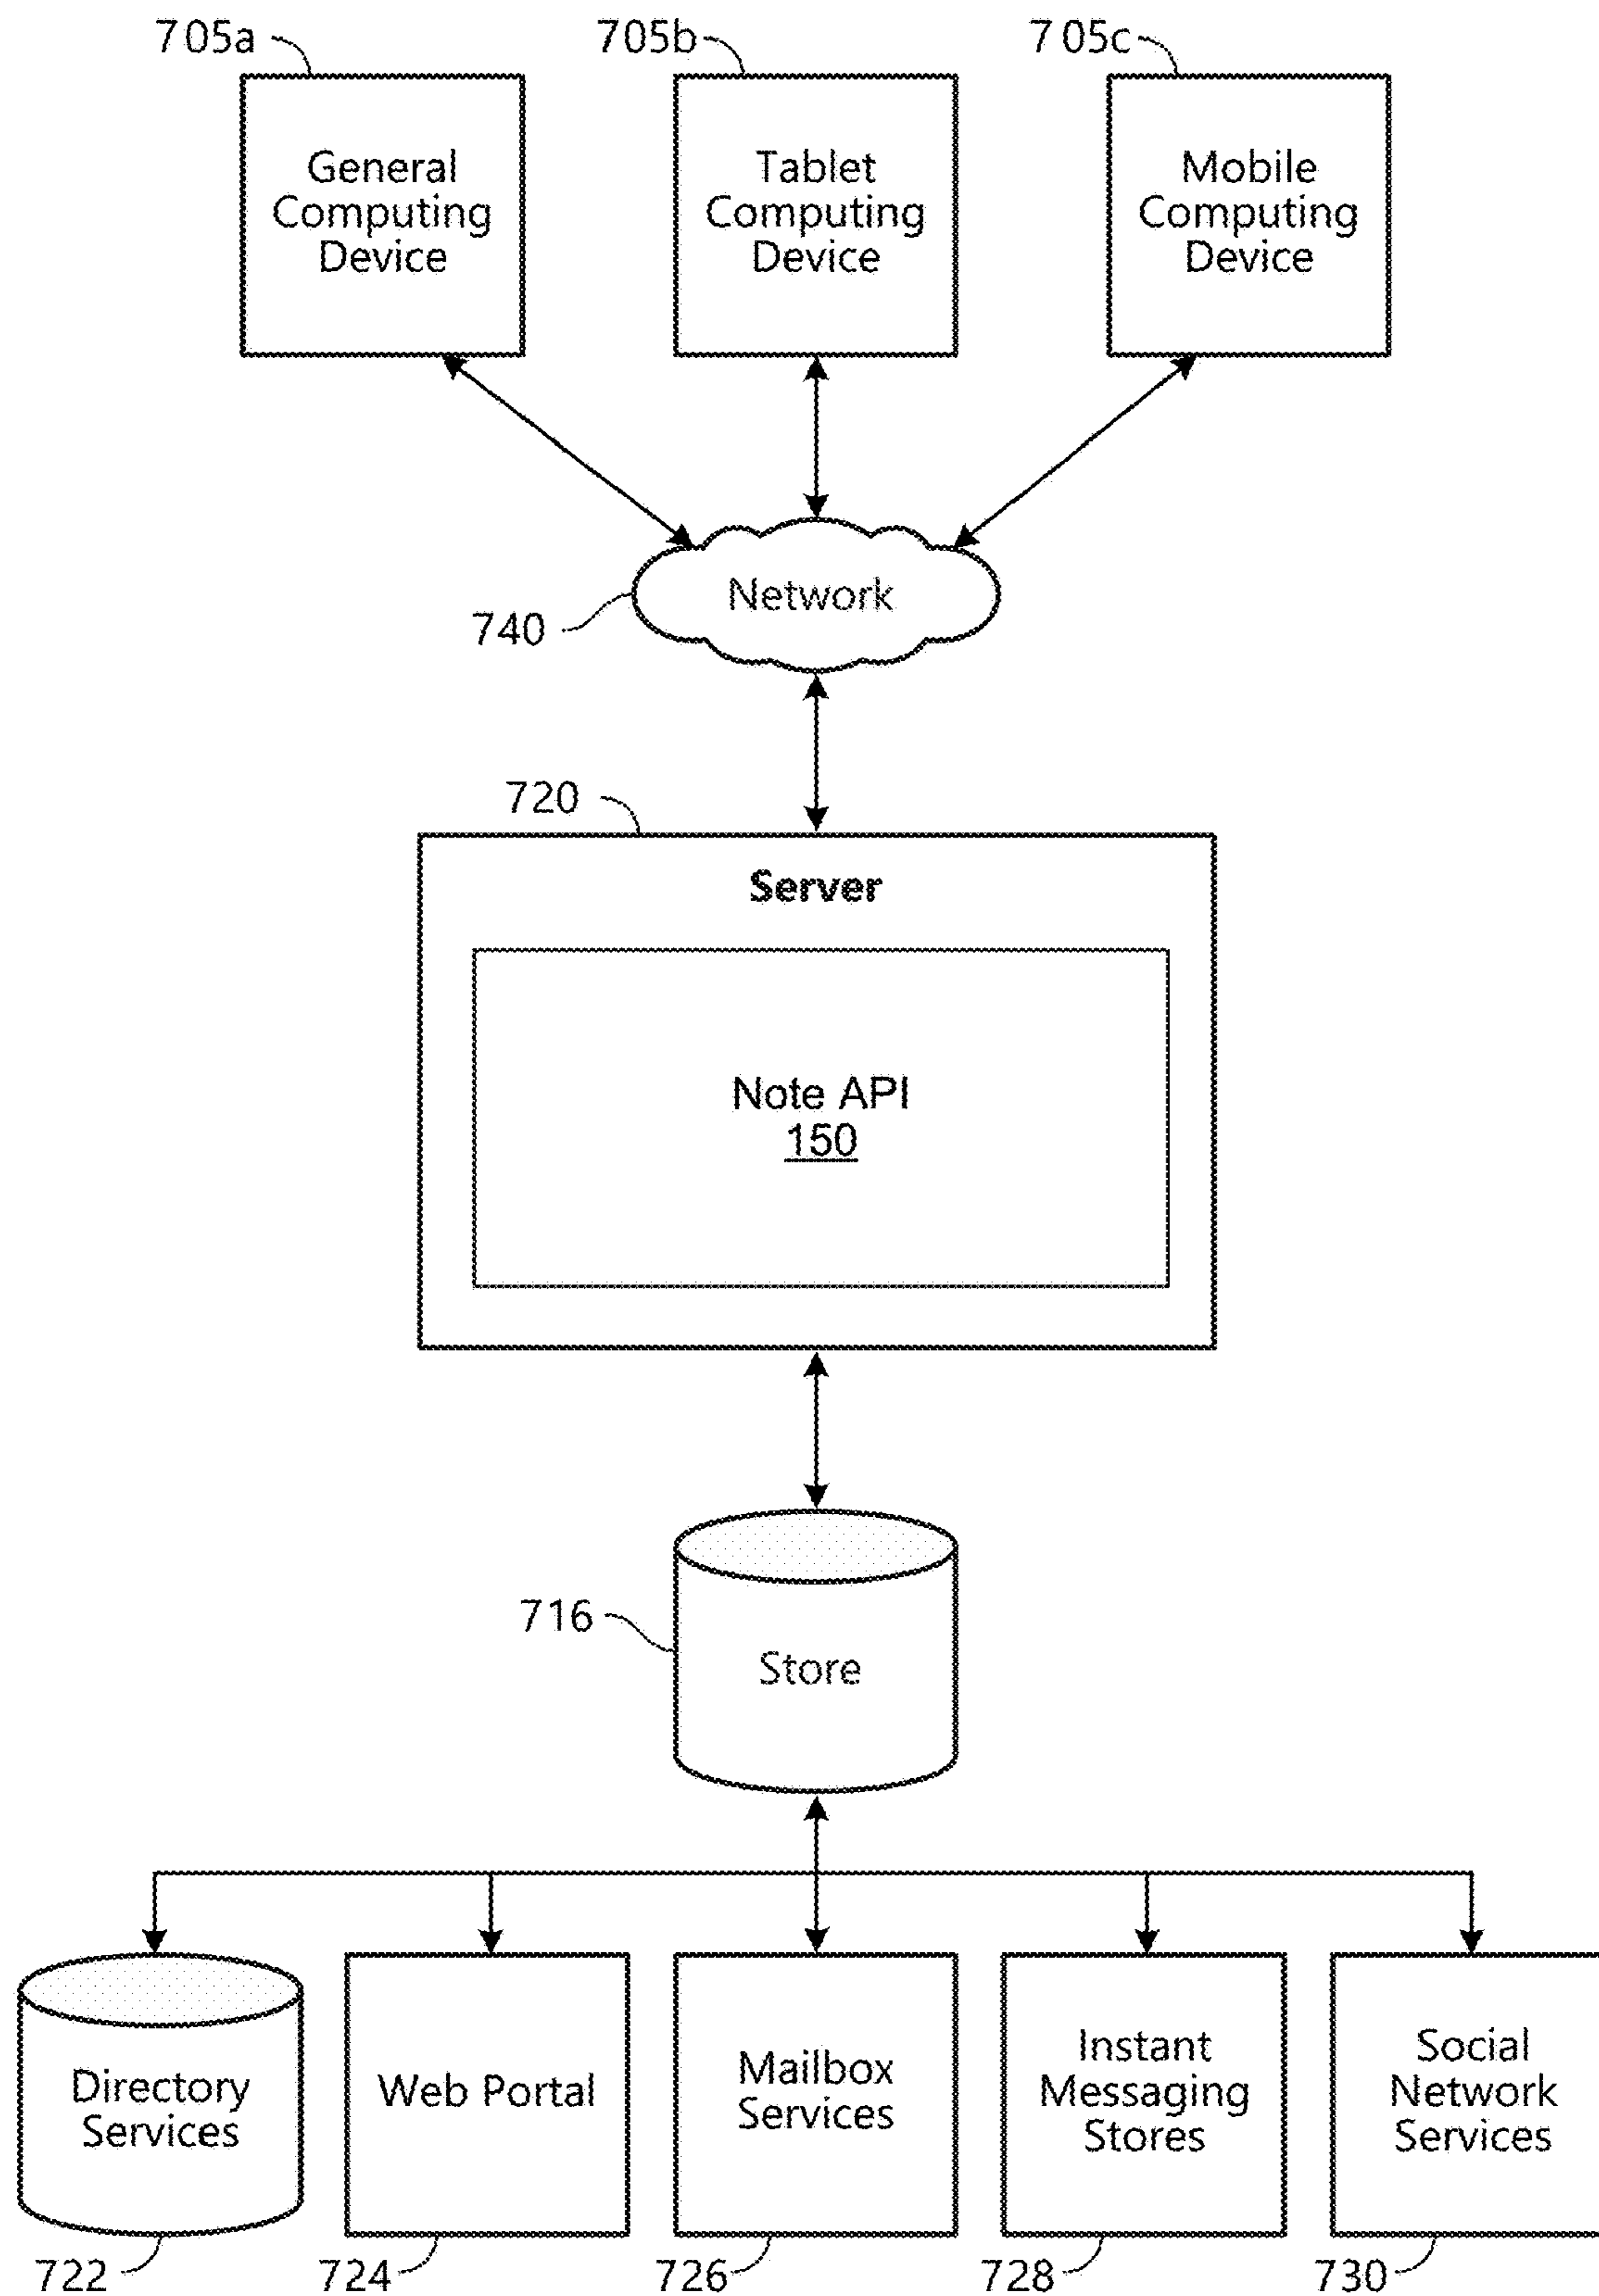 705a
705b
705c
General
Computing
Device
Tablet
Computing
Device
Mobile
Computing
Device
Network
740
720
Server
Note API
150
716
Store
Directory
Services
Web Portal
Mailbox
Services
Instant
Messaging
Stores
Social
Network
Services
722
724
726
728
730